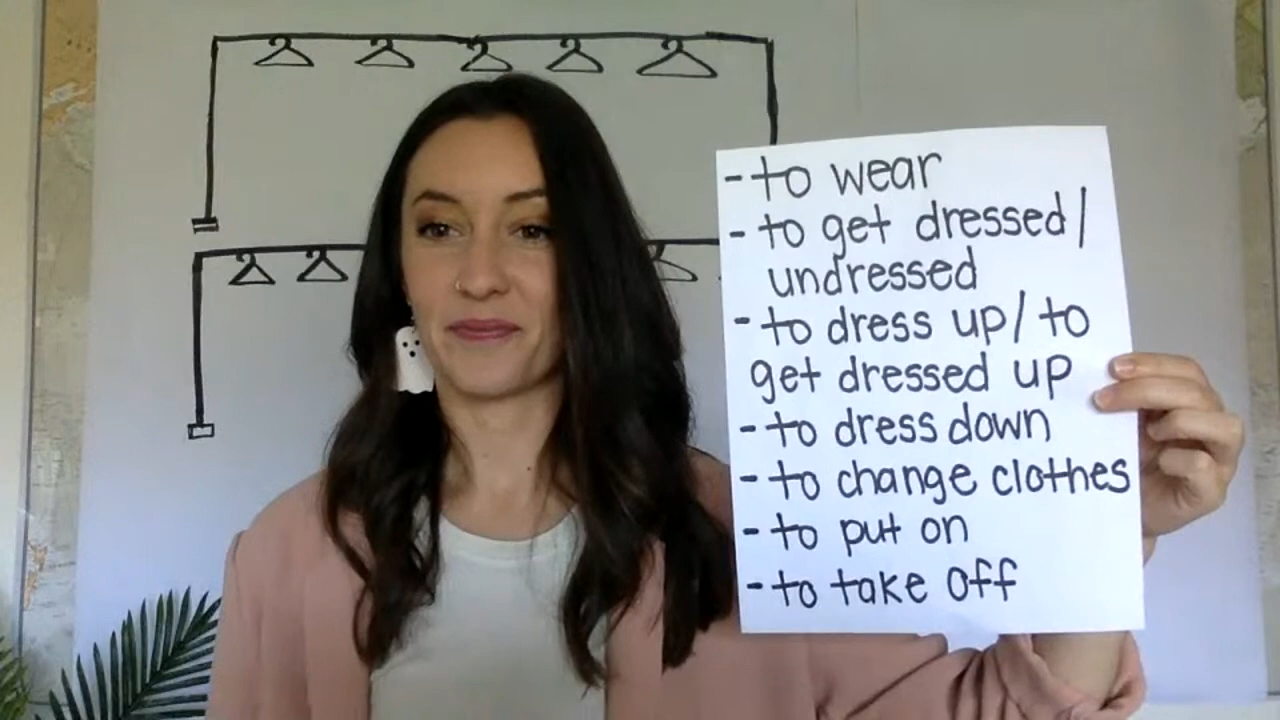 - to wear
- to get dressed/
undressed
- to dress up/to
get dressed up
- to dress down
- to change clothes
- to put on
- to take off